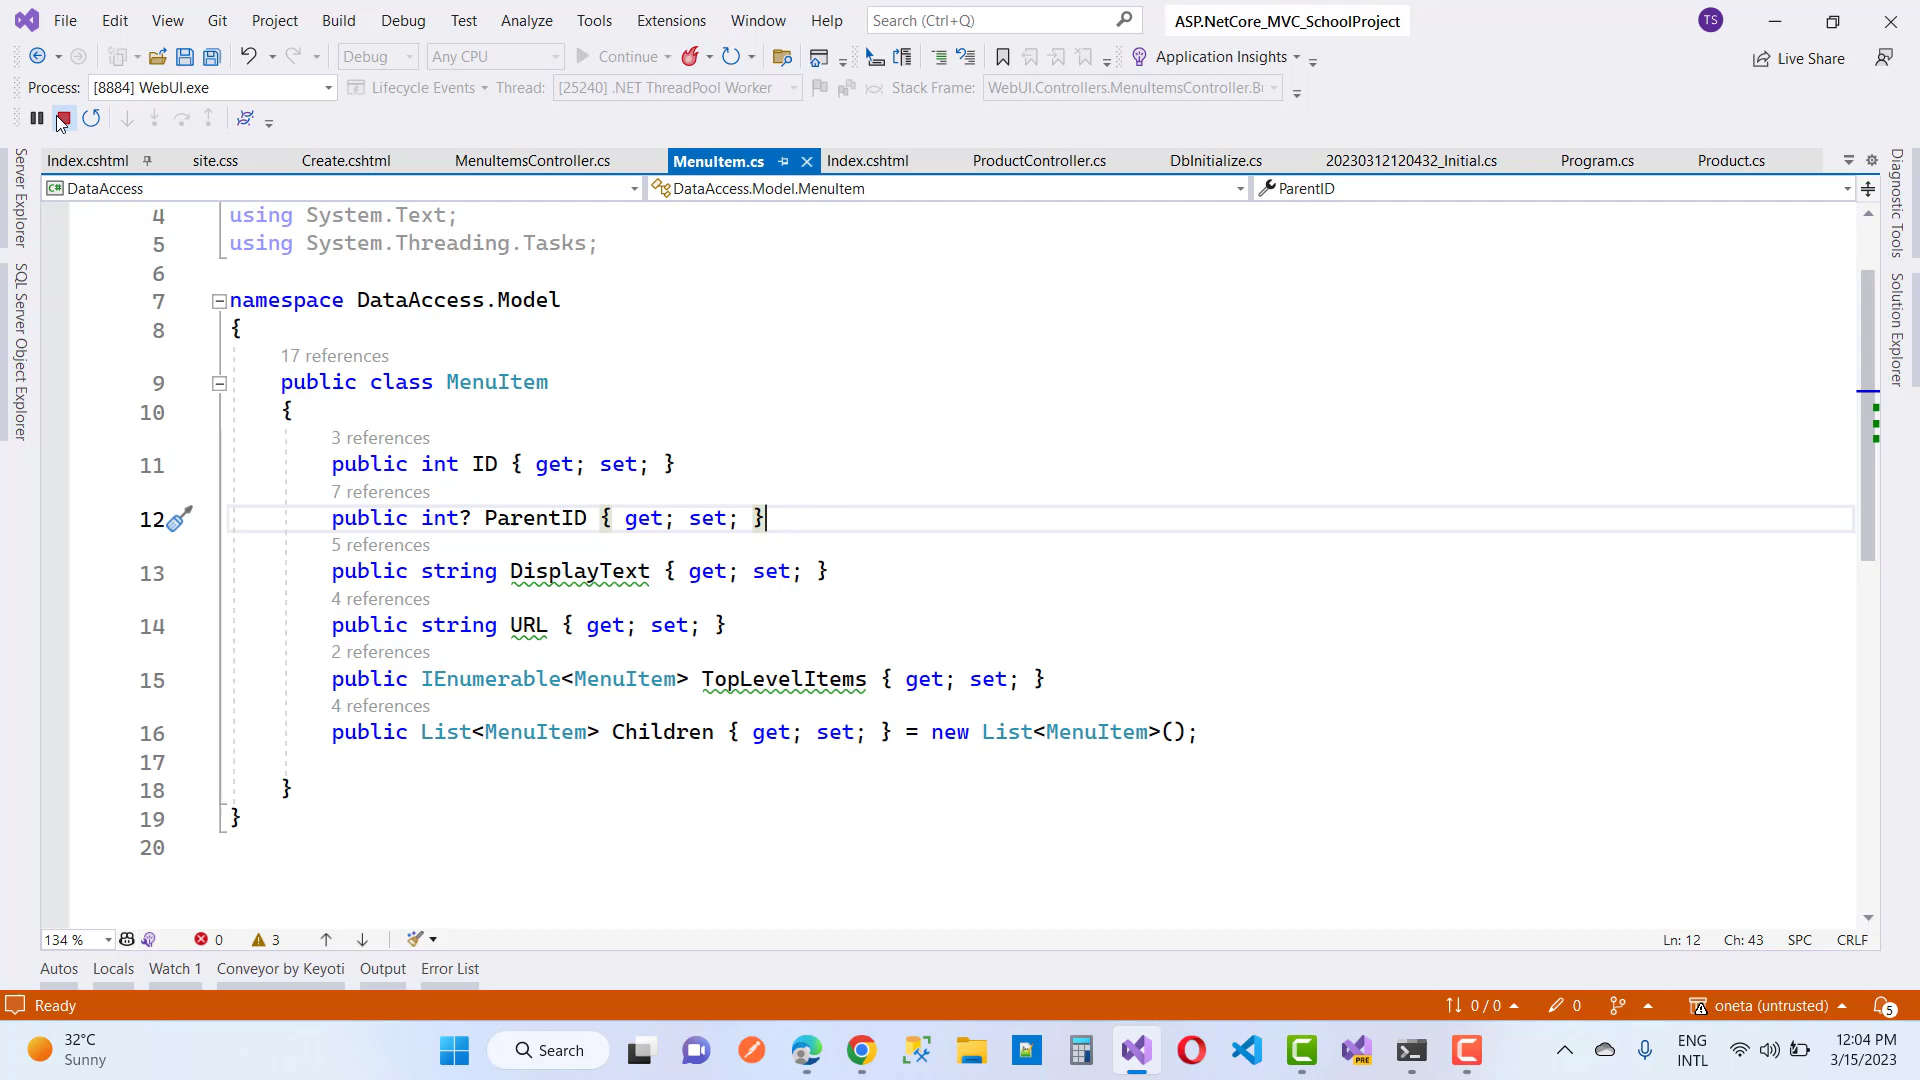 File Edit View Git Project Build Debug Test Analyze Tools Extensions Window Help Search (Ctrl+Q) ASP.NetCore_MVC_SchoolProject TS
Debug Any CPU Continue Application Insights Live Share
Process: [8884] WebUI.exe Lifecycle Events Thread: [25240] .NET ThreadPool Worker Stack Frame: WebUI.Controllers.MenuItemsController.B
Index.cshtml site.css Create.cshtml MenuItemsController.cs MenuItem.cs Index.cshtml ProductController.cs DbInitialize.cs 20230312120432_Initial.cs Program.cs Product.cs
C# DataAccess DataAccess.Model.MenuItem ParentID
Server Explorer
SQL Server Object Explorer
Diagnostic Tools
Solution Explorer
4 using System.Text;
5 using System.Threading.Tasks;
6
7 namespace DataAccess.Model
8 {
17 references
9 public class MenuItem
10 {
3 references
11 public int ID { get; set; }
7 references
12 public int? ParentID { get; set; }
5 references
13 public string DisplayText { get; set; }
4 references
14 public string URL { get; set; }
2 references
15 public IEnumerable<MenuItem> TopLevelItems { get; set; }
4 references
16 public List<MenuItem> Children { get; set; } = new List<MenuItem>();
17
18 }
19 }
20
134 % 0 3 Ln: 12 Ch: 43 SPC CRLF
Autos Locals Watch 1 Conveyor by Keyoti Output Error List
Ready 0 / 0 0 oneta (untrusted) 5
32°C
Sunny
Search
PRE
ENG
INTL
12:04 PM
3/15/2023